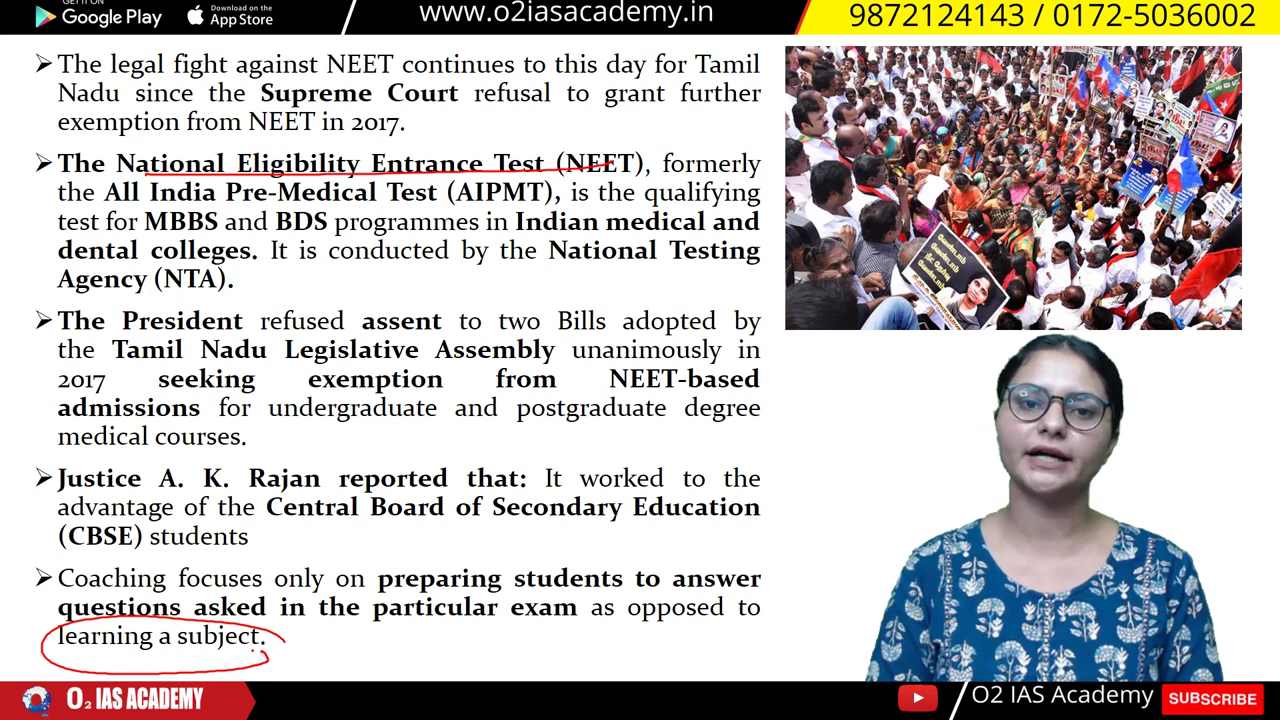 GET IT ON
Google Play
Download on the
App Store
www.o2iasacademy.in
9872124143 / 0172-5036002
➢ The legal fight against NEET continues to this day for Tamil
Nadu since the Supreme Court refusal to grant further
exemption from NEET in 2017.
➢ The National Eligibility Entrance Test (NEET), formerly
the All India Pre-Medical Test (AIPMT), is the qualifying
test for MBBS and BDS programmes in Indian medical and
dental colleges. It is conducted by the National Testing
Agency (NTA).
➢ The President refused assent to two Bills adopted by
the Tamil Nadu Legislative Assembly unanimously in
2017 seeking exemption from NEET-based
admissions for undergraduate and postgraduate degree
medical courses.
➢ Justice A. K. Rajan reported that: It worked to the
advantage of the Central Board of Secondary Education
(CBSE) students
➢ Coaching focuses only on preparing students to answer
questions asked in the particular exam as opposed to
learning a subject.
O2 IAS ACADEMY
O2 IAS Academy
SUBSCRIBE